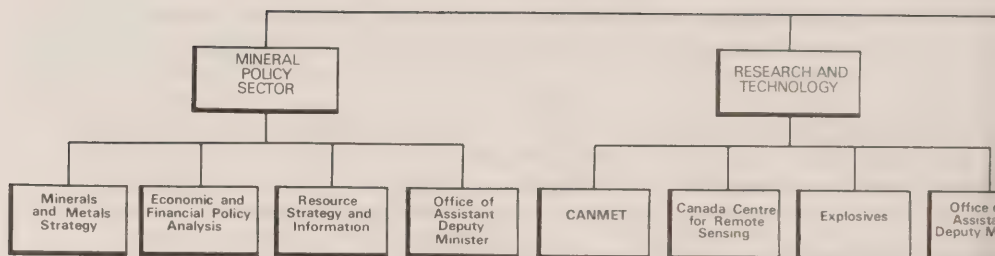 MINERAL
POLICY
SECTOR
RESEARCH AND
TECHNOLOGY
Minerals
and Metals
Strategy
Economic and
Financial Policy
Analysis
Resource
Strategy and
Information
Office of
Assistant
Deputy
Minister
CANMET
Canada Centre
for Remote
Sensing
Explosives
Office
Deputy